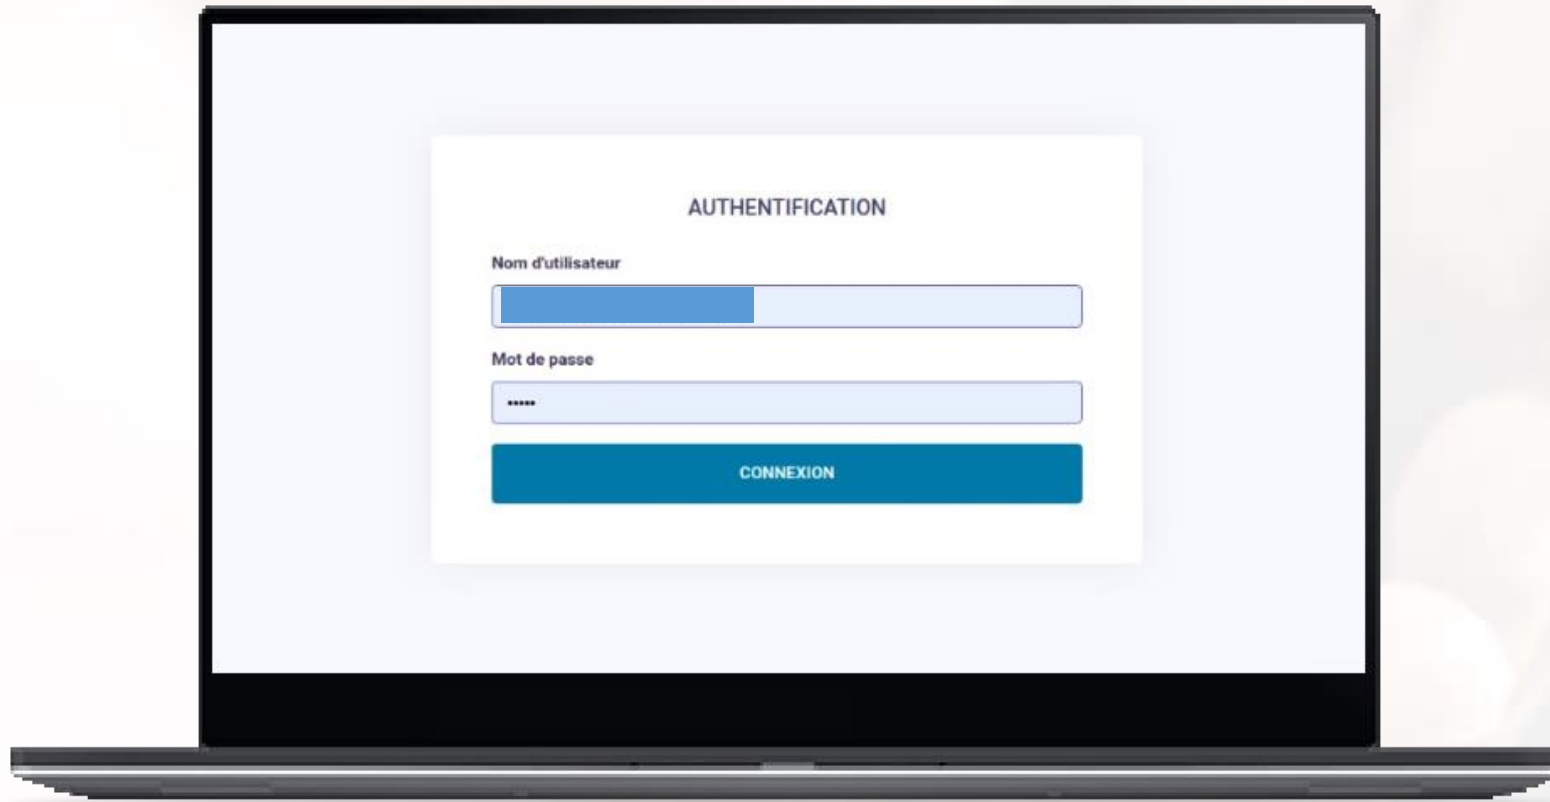 AUTHENTIFICATION
Nom d'utilisateur
Mot de passe
•••••
CONNEXION